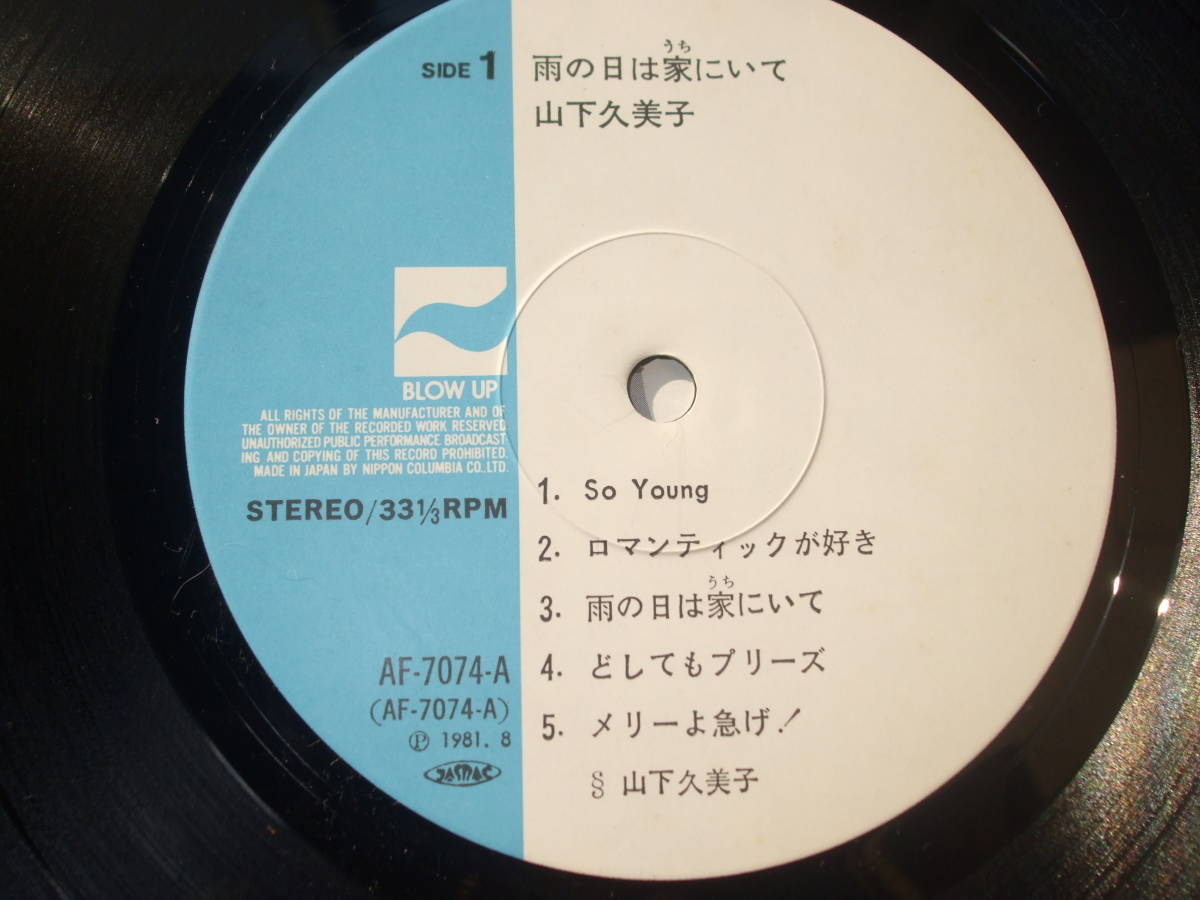 SIDE 1
雨の日は家にいて
うち
山下久美子
BLOW UP
ALL RIGHTS OF THE MANUFACTURER AND OF
THE OWNER OF THE RECORDED WORK RESERVED
UNAUTHORIZED PUBLIC PERFORMANCE. BROADCAST
ING AND COPYING OF THIS RECORD PROHIBITED.
MADE IN JAPAN BY NIPPON COLUMBIA CO.,LTD.
STEREO/33⅓RPM
1. So Young
2. ロマンティックが好き
うち
3. 雨の日は家にいて
4. どしてもプリーズ
5. メリーよ急げ!
§ 山下久美子
AF-7074-A
(AF-7074-A)
Ⓟ 1981. 8
JASRAC